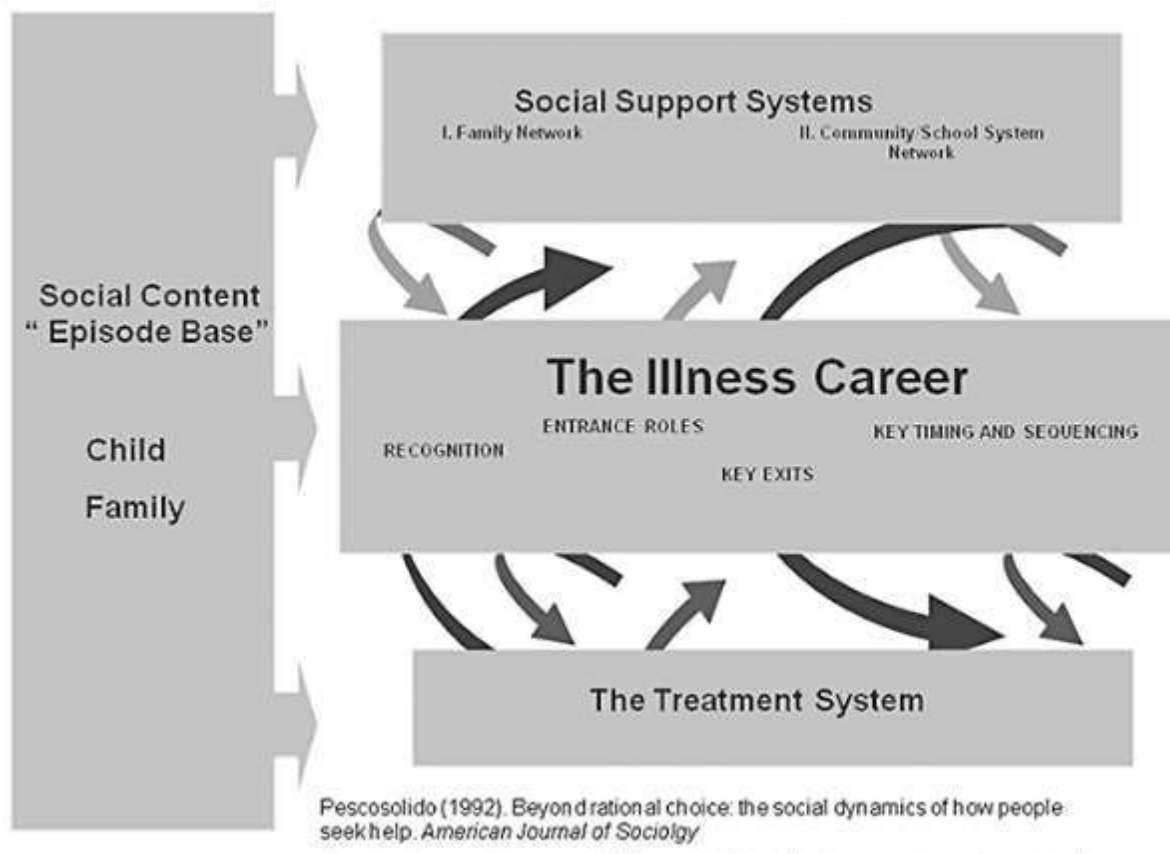 Social Support Systems
I. Family Network
II. Community/School System
Network
Social Content
“ Episode Base”
Child
Family
The Illness Career
RECOGNITION
ENTRANCE ROLES
KEY EXITS
KEY TIMING AND SEQUENCING
The Treatment System
Pescosolido (1992). Beyond rational choice: the social dynamics of how people
seek help. American Journal of Sociolgy